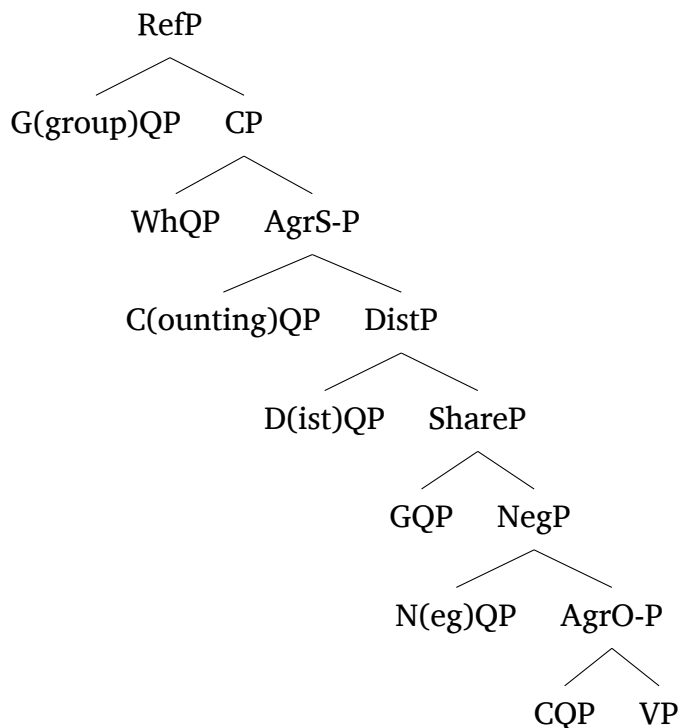 RefP
G(group)QP CP
WhQP AgrS-P
C(ounting)QP DistP
D(ist)QP ShareP
GQP NegP
N(eg)QP AgrO-P
CQP VP